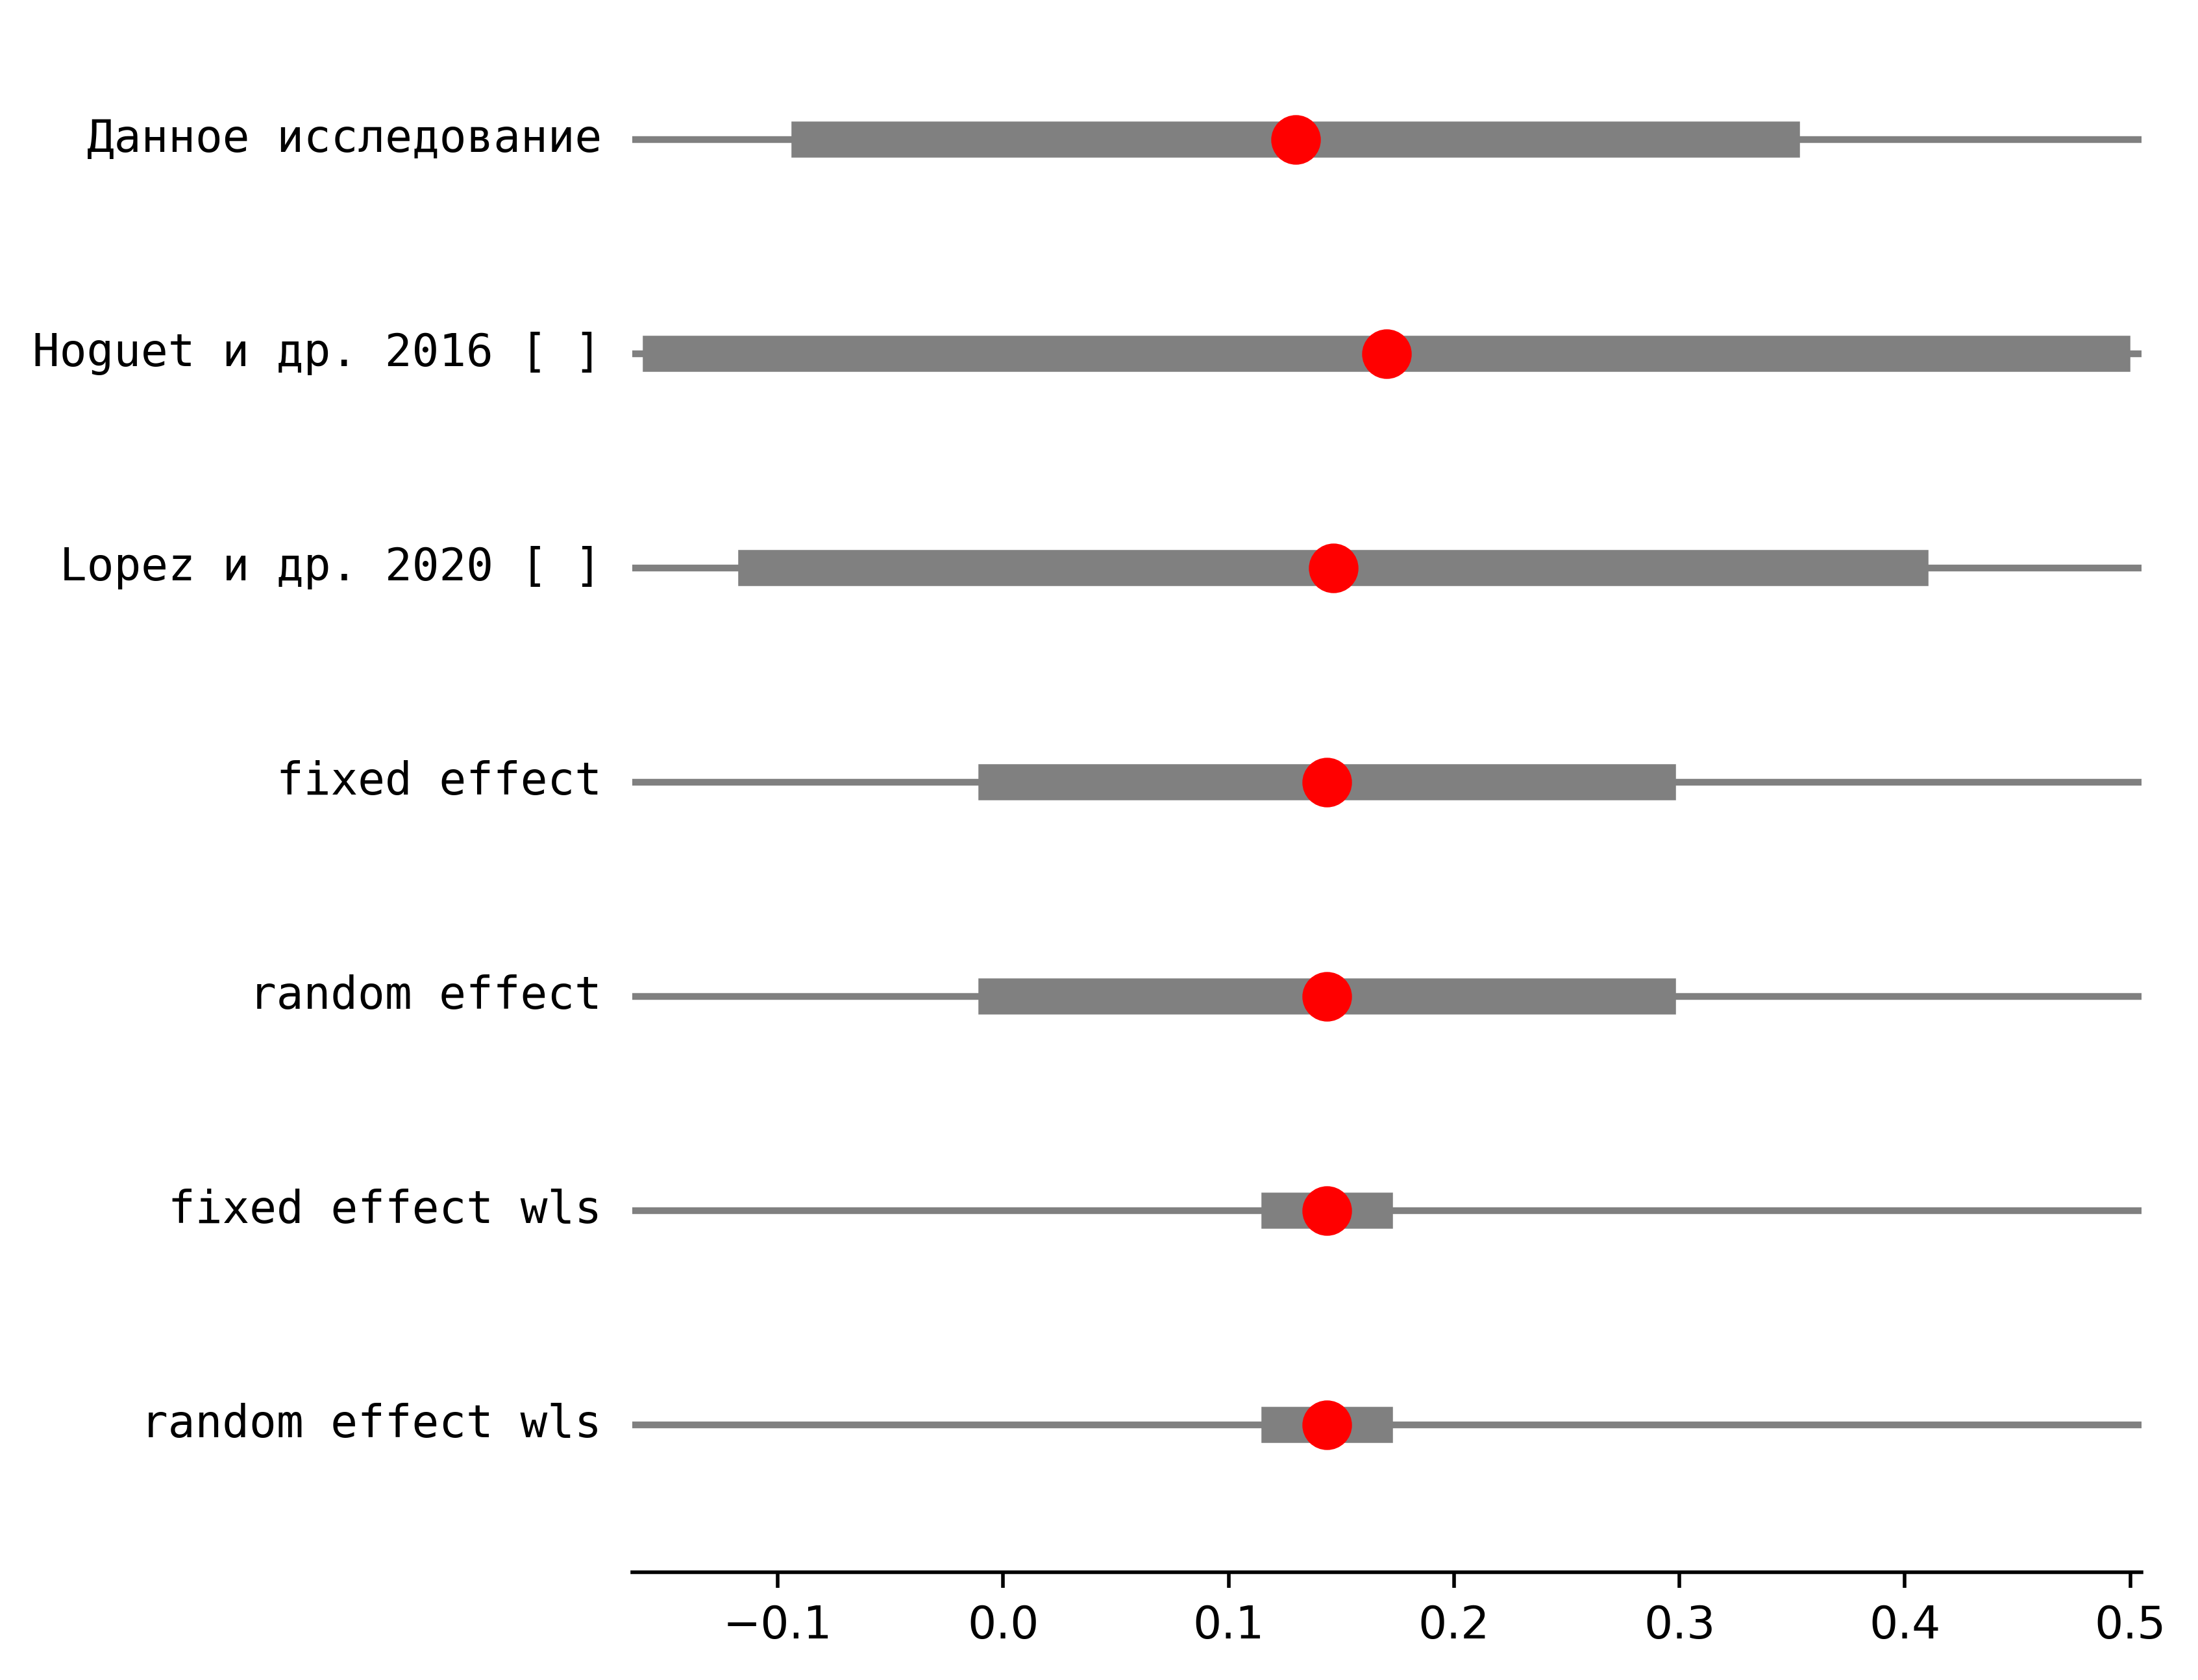 Данное исследование
Hoguet и др. 2016 [ ]
Lopez и др. 2020 [ ]
fixed effect
random effect
fixed effect wls
random effect wls
−0.1 0.0 0.1 0.2 0.3 0.4 0.5